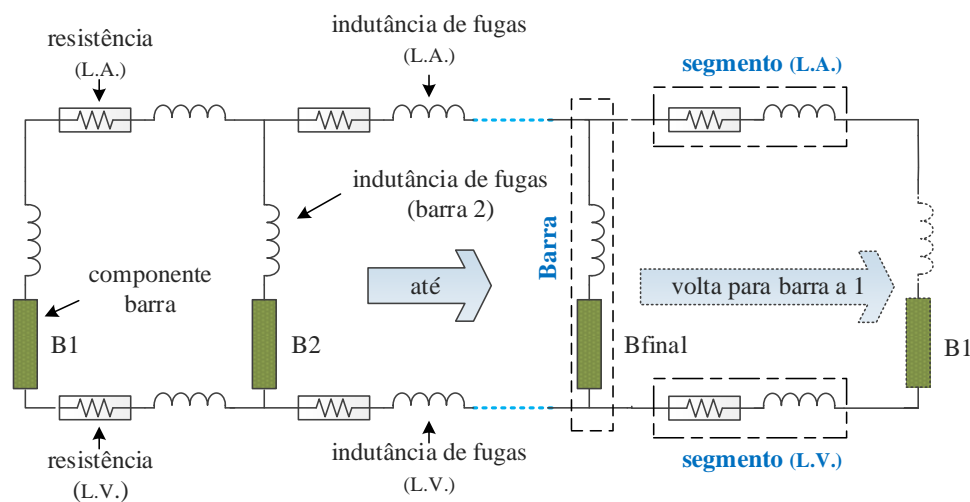 resistência
(L.A.)
indutância de fugas
(L.A.)
segmento (L.A.)
indutância de fugas
(barra 2)
Barra
componente
barra
até
volta para barra a 1
B1
B2
Bfinal
B1
resistência
(L.V.)
indutância de fugas
(L.V.)
segmento (L.V.)